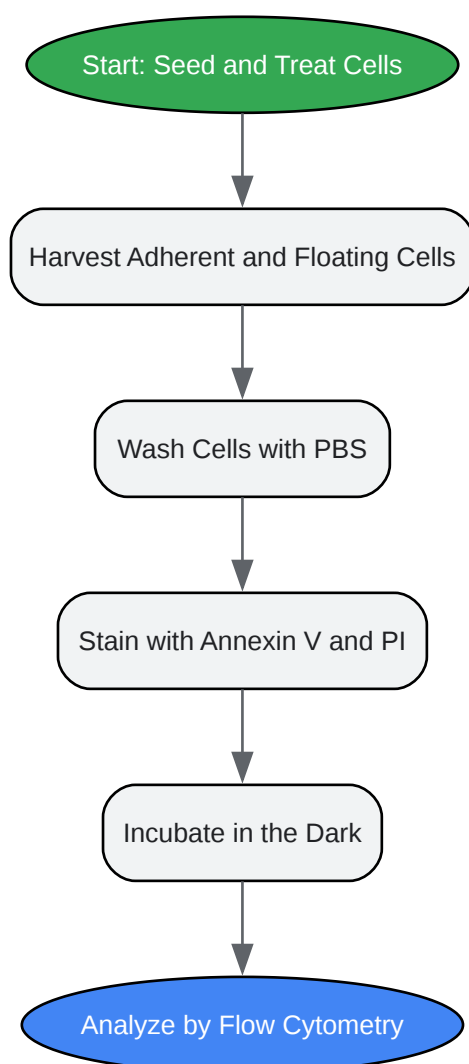 Start: Seed and Treat Cells
Harvest Adherent and Floating Cells
Wash Cells with PBS
Stain with Annexin V and PI
Incubate in the Dark
Analyze by Flow Cytometry